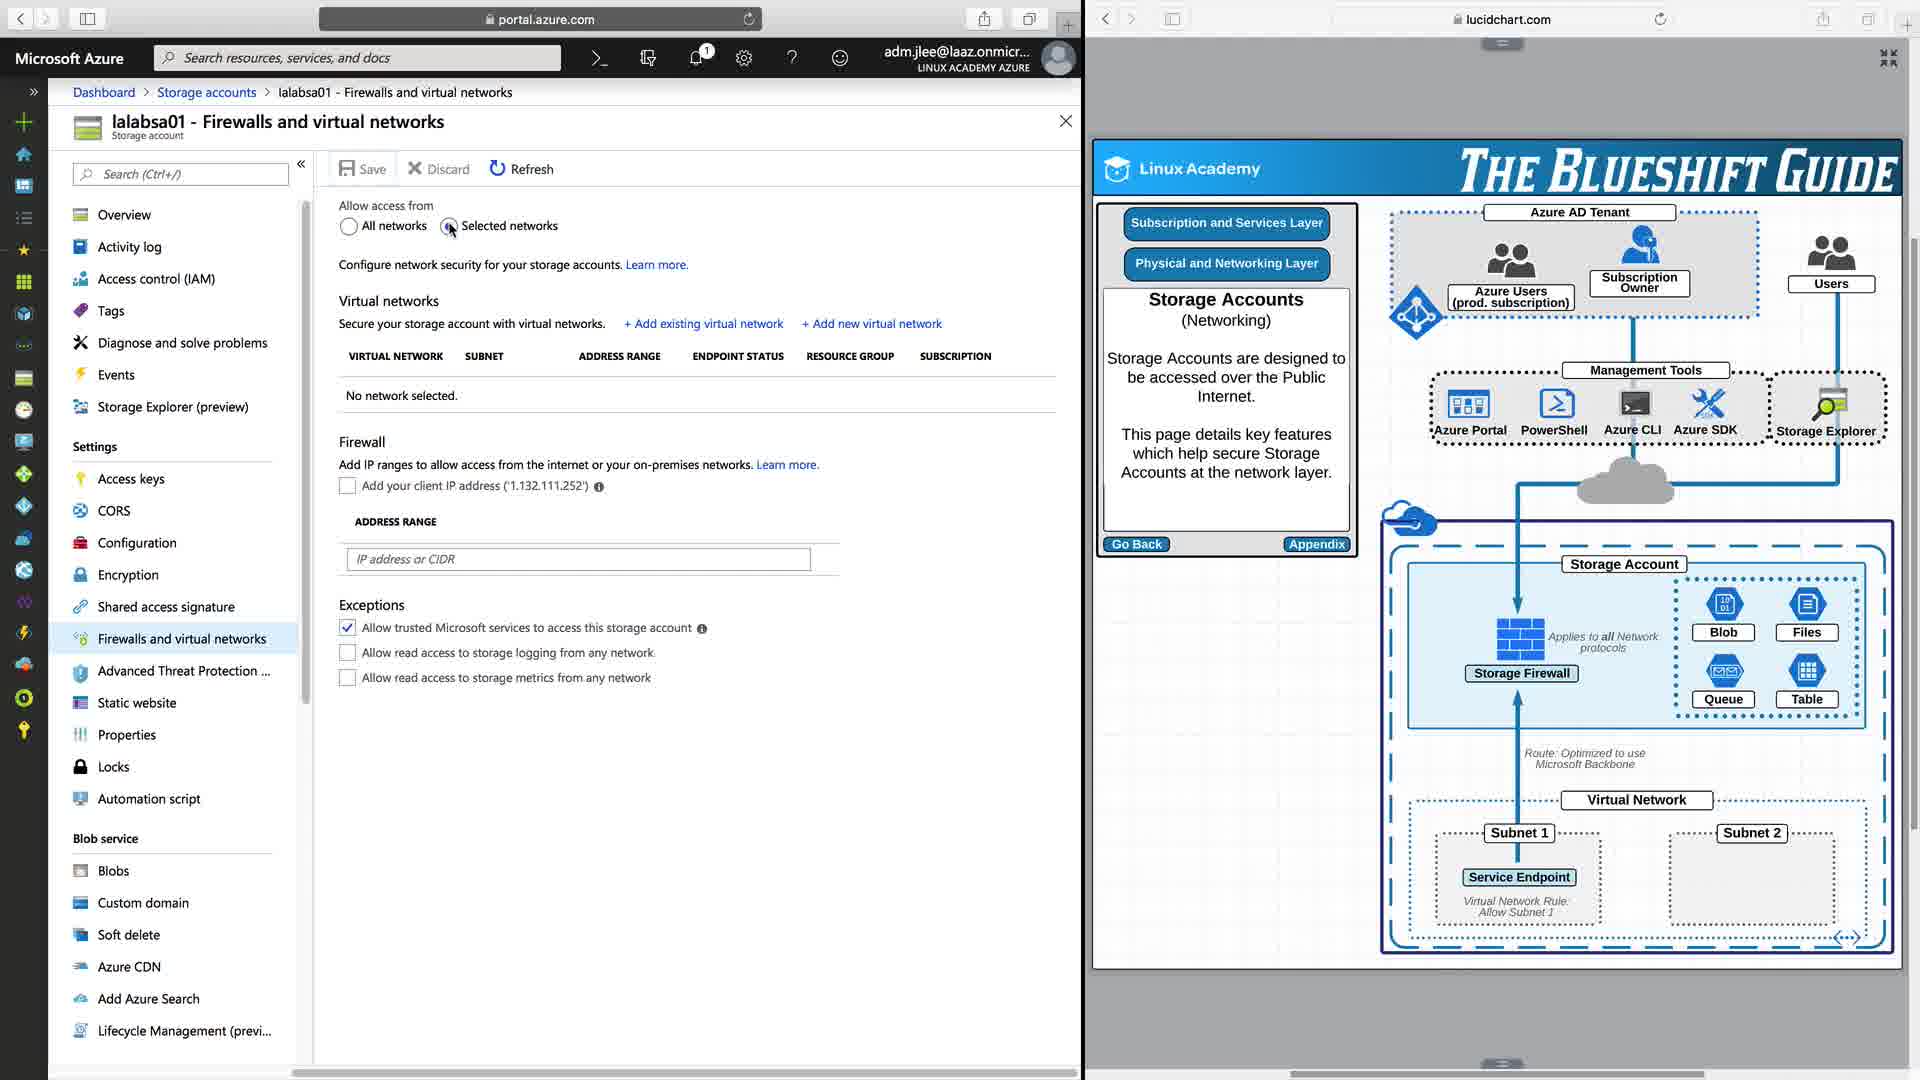 portal.azure.com
Microsoft Azure
Search resources, services, and docs
1
adm.jlee@laaz.onmicr...
LINUX ACADEMY AZURE
Dashboard > Storage accounts > lalabsa01 - Firewalls and virtual networks
lalabsa01 - Firewalls and virtual networks
Storage account
Search (Ctrl+/)
Overview
Activity log
Access control (IAM)
Tags
Diagnose and solve problems
Events
Storage Explorer (preview)
Settings
Access keys
CORS
Configuration
Encryption
Shared access signature
Firewalls and virtual networks
Advanced Threat Protection ...
Static website
Properties
Locks
Automation script
Blob service
Blobs
Custom domain
Soft delete
Azure CDN
Add Azure Search
Lifecycle Management (previ...
Save Discard Refresh
Allow access from
All networks Selected networks
Configure network security for your storage accounts. Learn more.
Virtual networks
Secure your storage account with virtual networks. + Add existing virtual network + Add new virtual network
VIRTUAL NETWORK SUBNET ADDRESS RANGE ENDPOINT STATUS RESOURCE GROUP SUBSCRIPTION
No network selected.
Firewall
Add IP ranges to allow access from the internet or your on-premises networks. Learn more.
Add your client IP address ('1.132.111.252')
ADDRESS RANGE
IP address or CIDR
Exceptions
Allow trusted Microsoft services to access this storage account
Allow read access to storage logging from any network
Allow read access to storage metrics from any network
lucidchart.com
Linux Academy
THE BLUESHIFT GUIDE
Subscription and Services Layer
Physical and Networking Layer
Storage Accounts
(Networking)
Storage Accounts are designed to
be accessed over the Public
Internet.
This page details key features
which help secure Storage
Accounts at the network layer.
Go Back
Appendix
Azure AD Tenant
Azure Users
(prod. subscription)
Subscription
Owner
Users
Management Tools
Azure Portal
PowerShell
Azure CLI
Azure SDK
Storage Explorer
Storage Account
Applies to all Network
protocols
Storage Firewall
Blob
Files
Queue
Table
Route: Optimized to use
Microsoft Backbone
Virtual Network
Subnet 1
Subnet 2
Service Endpoint
Virtual Network Rule:
Allow Subnet 1